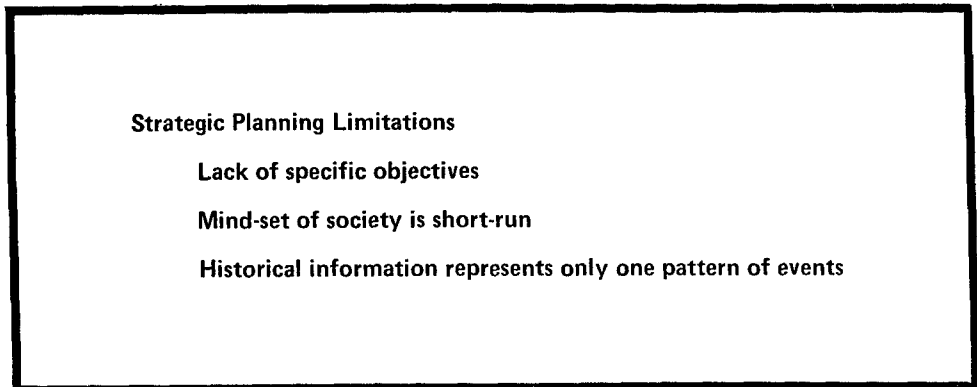 Strategic Planning Limitations
Lack of specific objectives
Mind-set of society is short-run
Historical information represents only one pattern of events